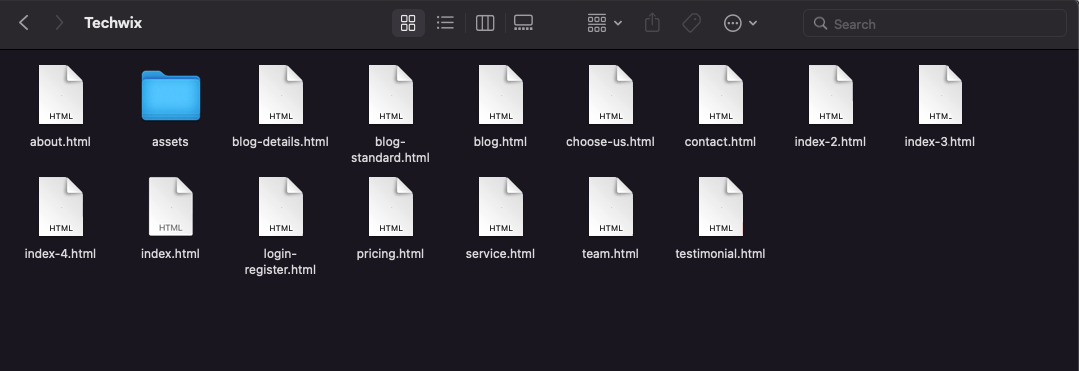 Techwix
Search
HTML HTML HTML HTML HTML HTML HTML HTML
about.html assets blog-details.html blog- blog.html choose-us.html contact.html index-2.html index-3.html
standard.html
HTML HTML HTML HTML HTML HTML HTML
index-4.html index.html login- pricing.html service.html team.html testimonial.html
register.html